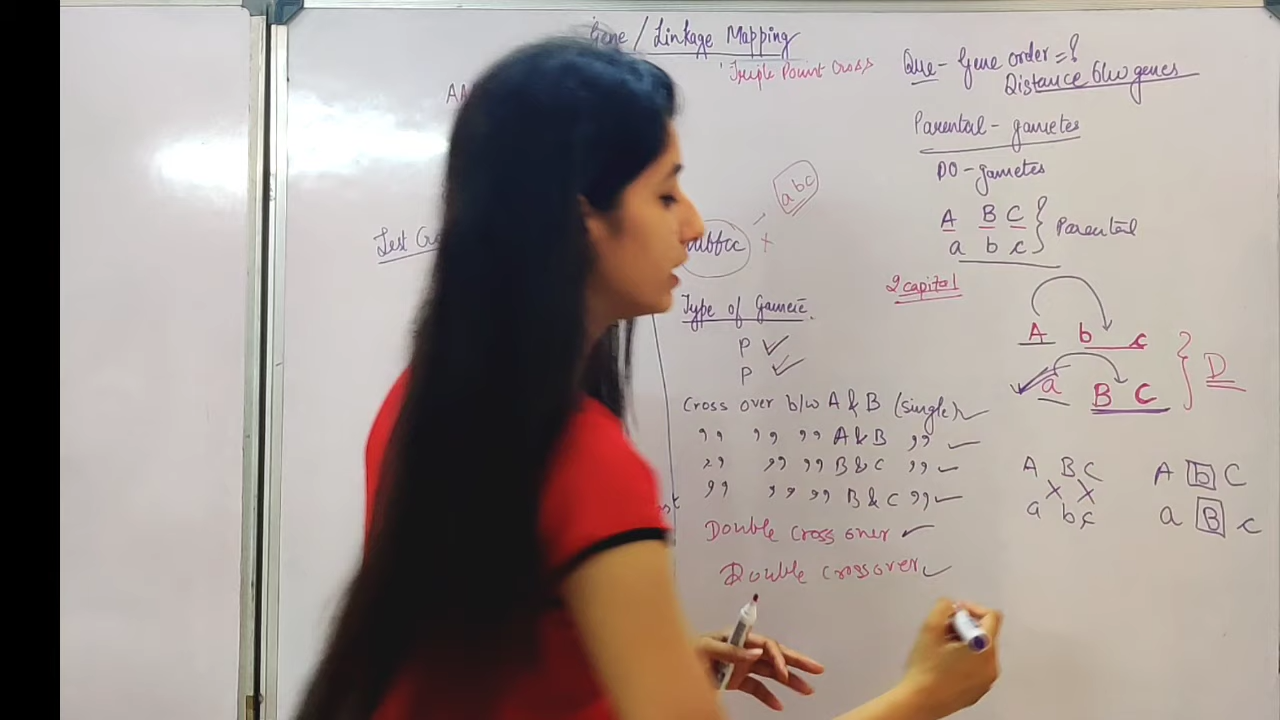 Gene / Linkage Mapping
'Triple Point Cross
Que - Gene order = ?
Distance b/w genes
AA
Parental - gametes
DO - gametes
abc
A B C } Parental
a b c
Test
aabbcc
+
2 capital
Type of Gamete.
P ✓
P ✓
A b c } D
a B C
Cross over b/w A & B (single) ✓
,, ,, ,, A & B ,, ✓
,, ,, ,, B & C ,, ✓
,, ,, ,, B & C ,, ✓
Double cross over ✓
Double crossover ✓
A B C
X X
a b c
A b C
a B c